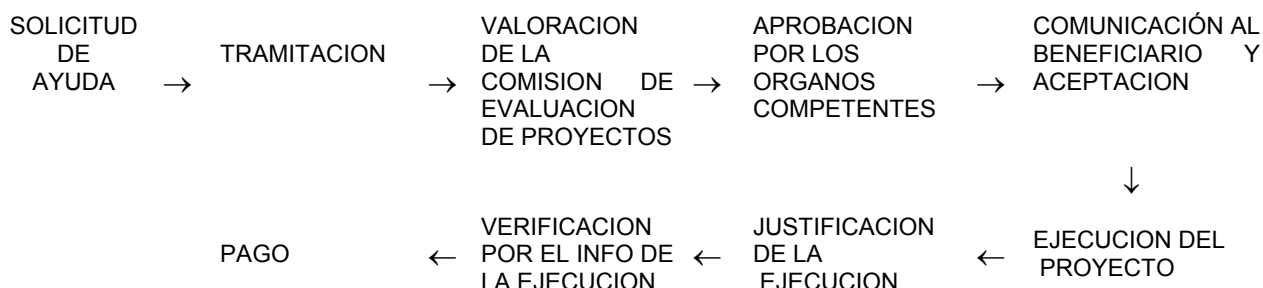 SOLICITUD
DE
AYUDA
→
TRAMITACION
→
VALORACION
DE LA
COMISION DE
EVALUACION
DE PROYECTOS
→
APROBACION
POR LOS
ORGANOS
COMPETENTES
→
COMUNICACIÓN AL
BENEFICIARIO Y
ACEPTACION
↓
EJECUCION DEL
PROYECTO
←
JUSTIFICACION
DE LA
EJECUCION
←
VERIFICACION
POR EL INFO DE
LA EJECUCION
←
PAGO